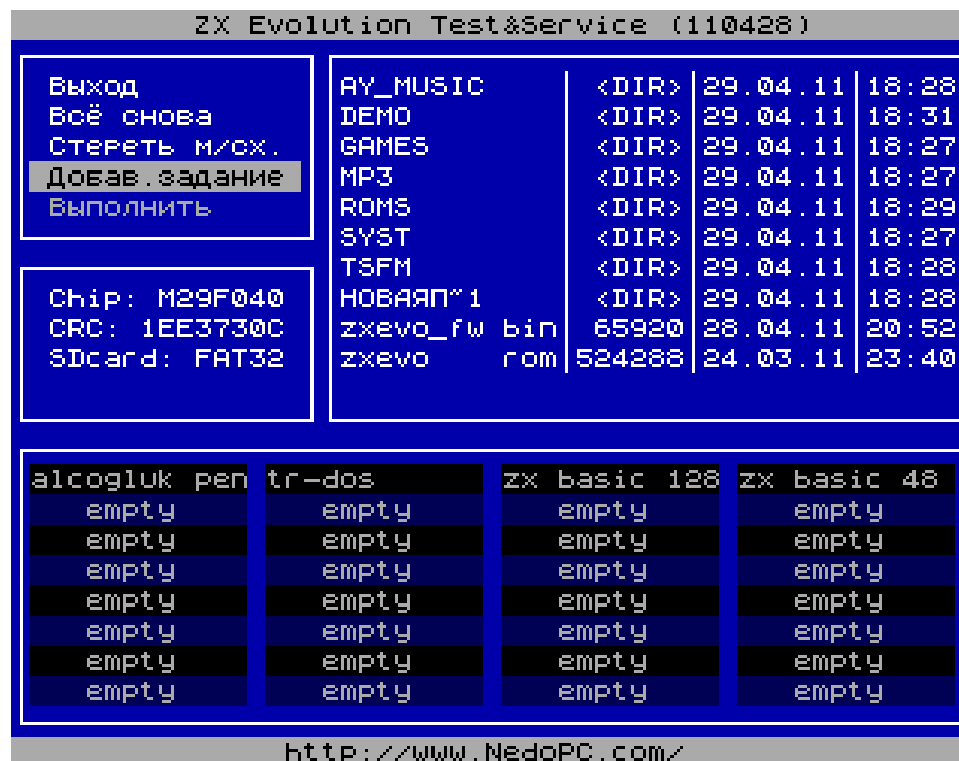 ZX Evolution Test&Service (110428)
Выход
Всё снова
Стереть м/сх.
Добав.задание
Выполнить
Chip: M29F040
CRC: 1EE3730C
SDcard: FAT32
AY_MUSIC <DIR> 29.04.11 18:28
DEMO <DIR> 29.04.11 18:31
GAMES <DIR> 29.04.11 18:27
MP3 <DIR> 29.04.11 18:27
ROMS <DIR> 29.04.11 18:29
SYST <DIR> 29.04.11 18:27
TSFM <DIR> 29.04.11 18:28
НОВАЯП~1 <DIR> 29.04.11 18:28
zxevo_fw bin 65920 28.04.11 20:52
zxevo rom 524288 24.03.11 23:40
alcogluk pen tr-dos zx basic 128 zx basic 48
empty empty empty empty
empty empty empty empty
empty empty empty empty
empty empty empty empty
empty empty empty empty
empty empty empty empty
empty empty empty empty
http://www.NedoPC.com/